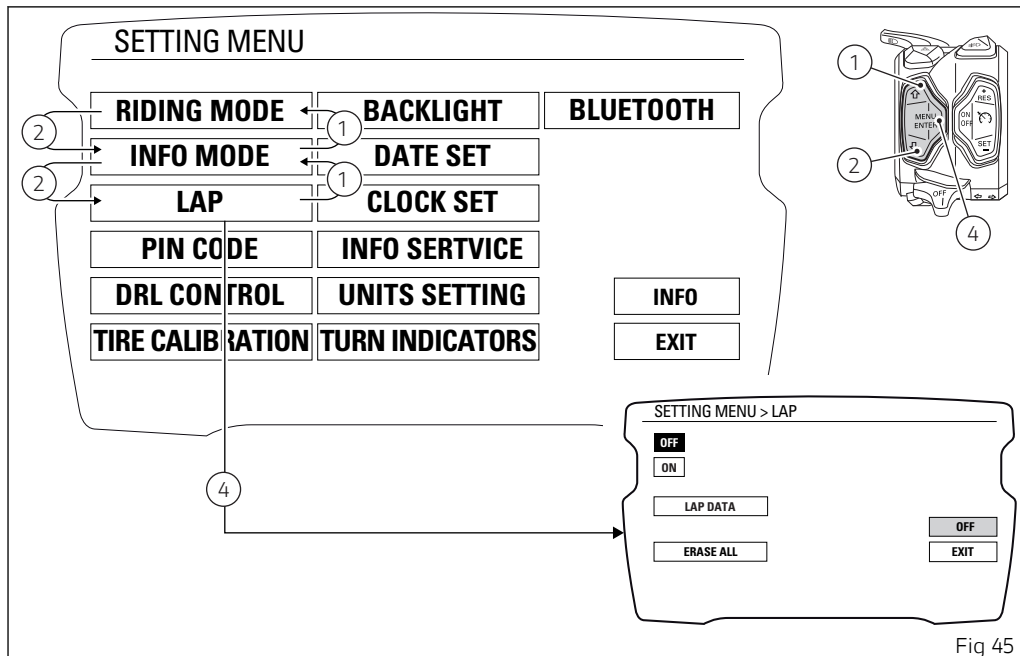 SETTING MENU
RIDING MODE BACKLIGHT BLUETOOTH
INFO MODE DATE SET
LAP CLOCK SET
PIN CODE INFO SERTVICE
DRL CONTROL UNITS SETTING INFO
TIRE CALIBRATION TURN INDICATORS EXIT
2
2
1
1
4
1
2
4
RES
MENU
ENTER
ON
OFF
SET
OFF
SETTING MENU > LAP
OFF
ON
LAP DATA
OFF
ERASE ALL EXIT
Fig 45